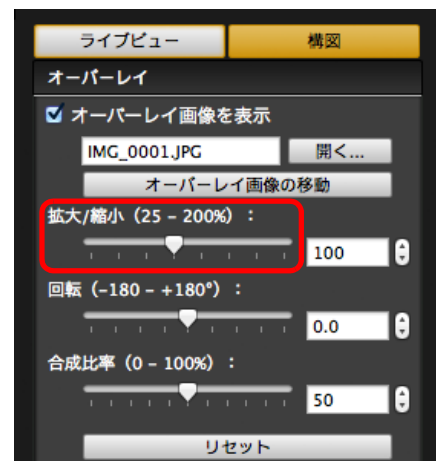 ライブビュー 構図
オーバーレイ
オーバーレイ画像を表示
IMG_0001.JPG 開く...
オーバーレイ画像の移動
拡大/縮小（25 – 200%）：
100
回転（-180 – +180°）：
0.0
合成比率（0 – 100%）：
50
リセット